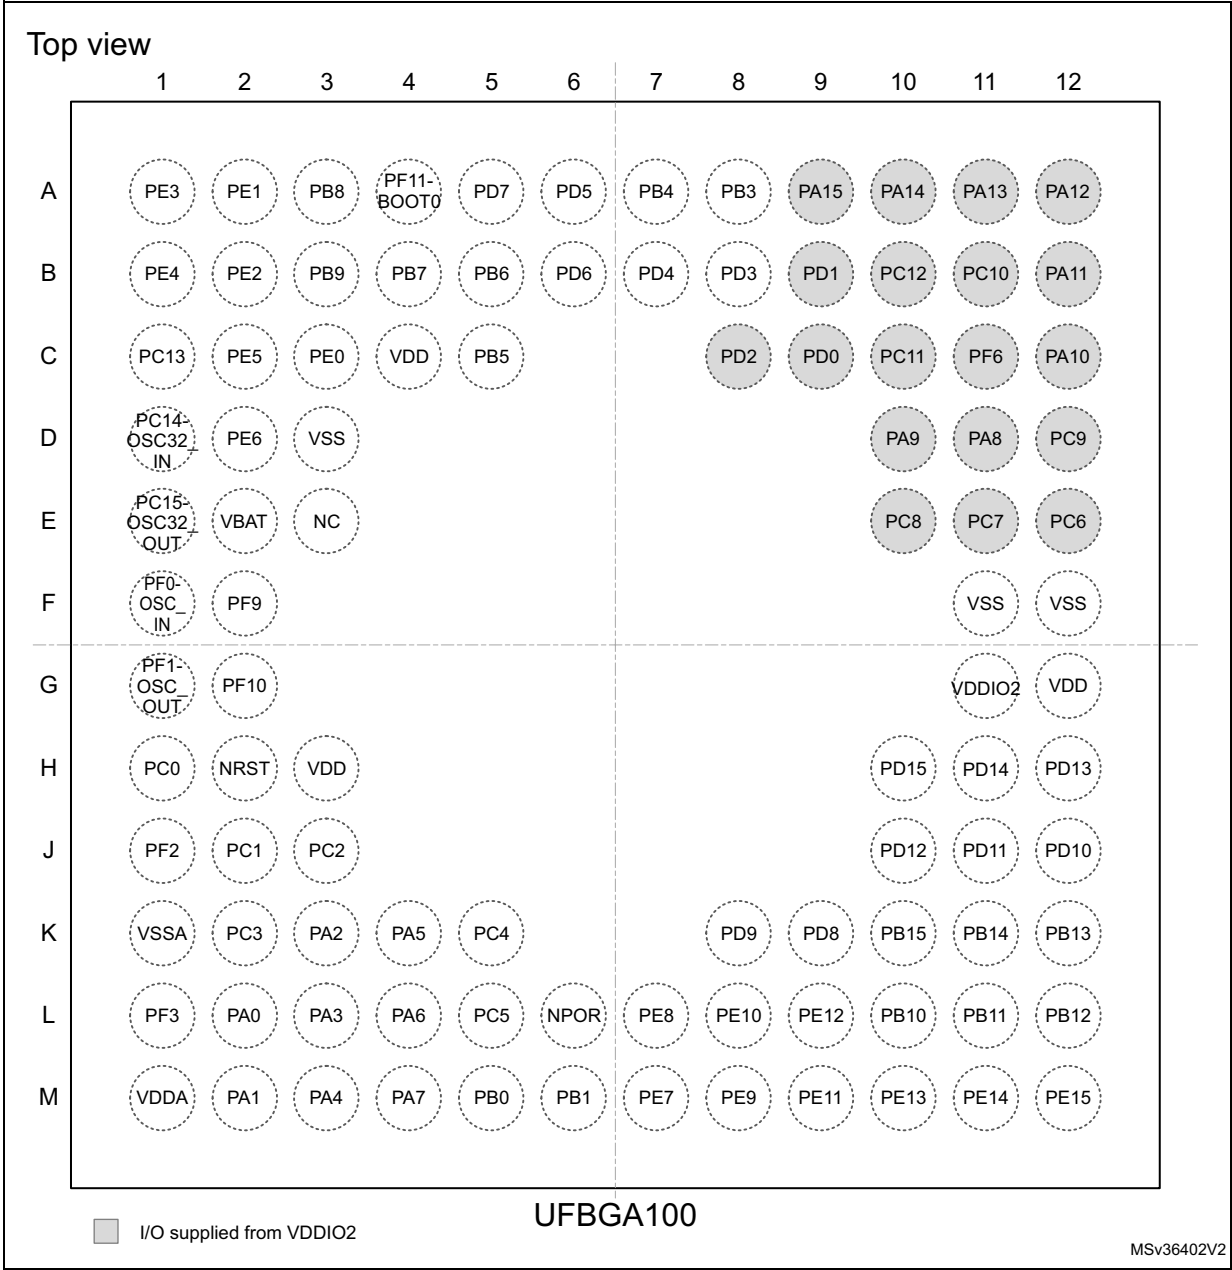 Top view
1 2 3 4 5 6 7 8 9 10 11 12
A PE3 PE1 PB8 PF11-BOOT0 PD7 PD5 PB4 PB3 PA15 PA14 PA13 PA12
B PE4 PE2 PB9 PB7 PB6 PD6 PD4 PD3 PD1 PC12 PC10 PA11
C PC13 PE5 PE0 VDD PB5 PD2 PD0 PC11 PF6 PA10
D PC14-OSC32_IN PE6 VSS PA9 PA8 PC9
E PC15-OSC32_OUT VBAT NC PC8 PC7 PC6
F PF0-OSC_IN PF9 VSS VSS
G PF1-OSC_OUT PF10 VDDIO2 VDD
H PC0 NRST VDD PD15 PD14 PD13
J PF2 PC1 PC2 PD12 PD11 PD10
K VSSA PC3 PA2 PA5 PC4 PD9 PD8 PB15 PB14 PB13
L PF3 PA0 PA3 PA6 PC5 NPOR PE8 PE10 PE12 PB10 PB11 PB12
M VDDA PA1 PA4 PA7 PB0 PB1 PE7 PE9 PE11 PE13 PE14 PE15
UFBGA100
I/O supplied from VDDIO2
MSv36402V2